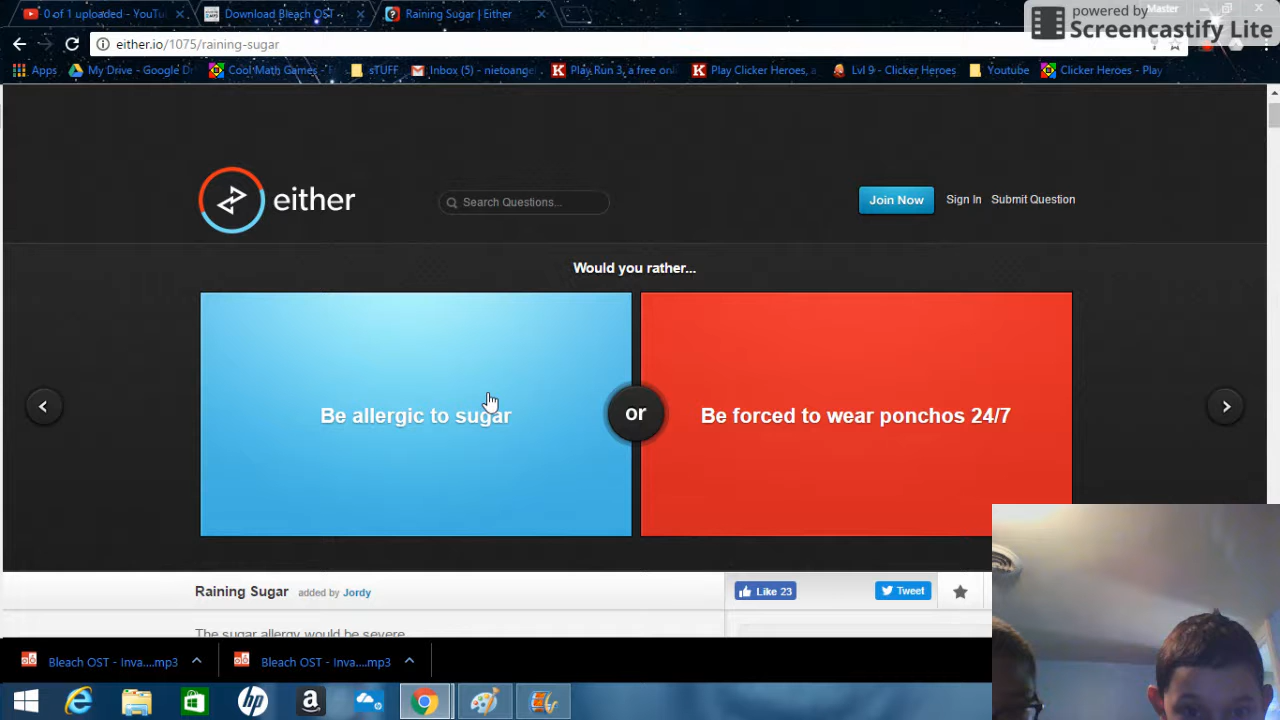 powered by
Screencastify Lite
0 of 1 uploaded - YouTu
Download Bleach OST
Raining Sugar | Either
Master
either.io/1075/raining-sugar
Apps
My Drive - Google Dr
Cool Math Games
sTUFF
Inbox (5) - nietoange
Play Run 3, a free onl
Play Clicker Heroes, a
Lvl 9 - Clicker Heroes
Youtube
Clicker Heroes - Play
either
Search Questions...
Join Now
Sign In
Submit Question
Would you rather...
Be allergic to sugar
or
Be forced to wear ponchos 24/7
Raining Sugar added by Jordy
Like 23
Tweet
The sugar allergy would be severe
Bleach OST - Inva....mp3
Bleach OST - Inva....mp3
hp
a